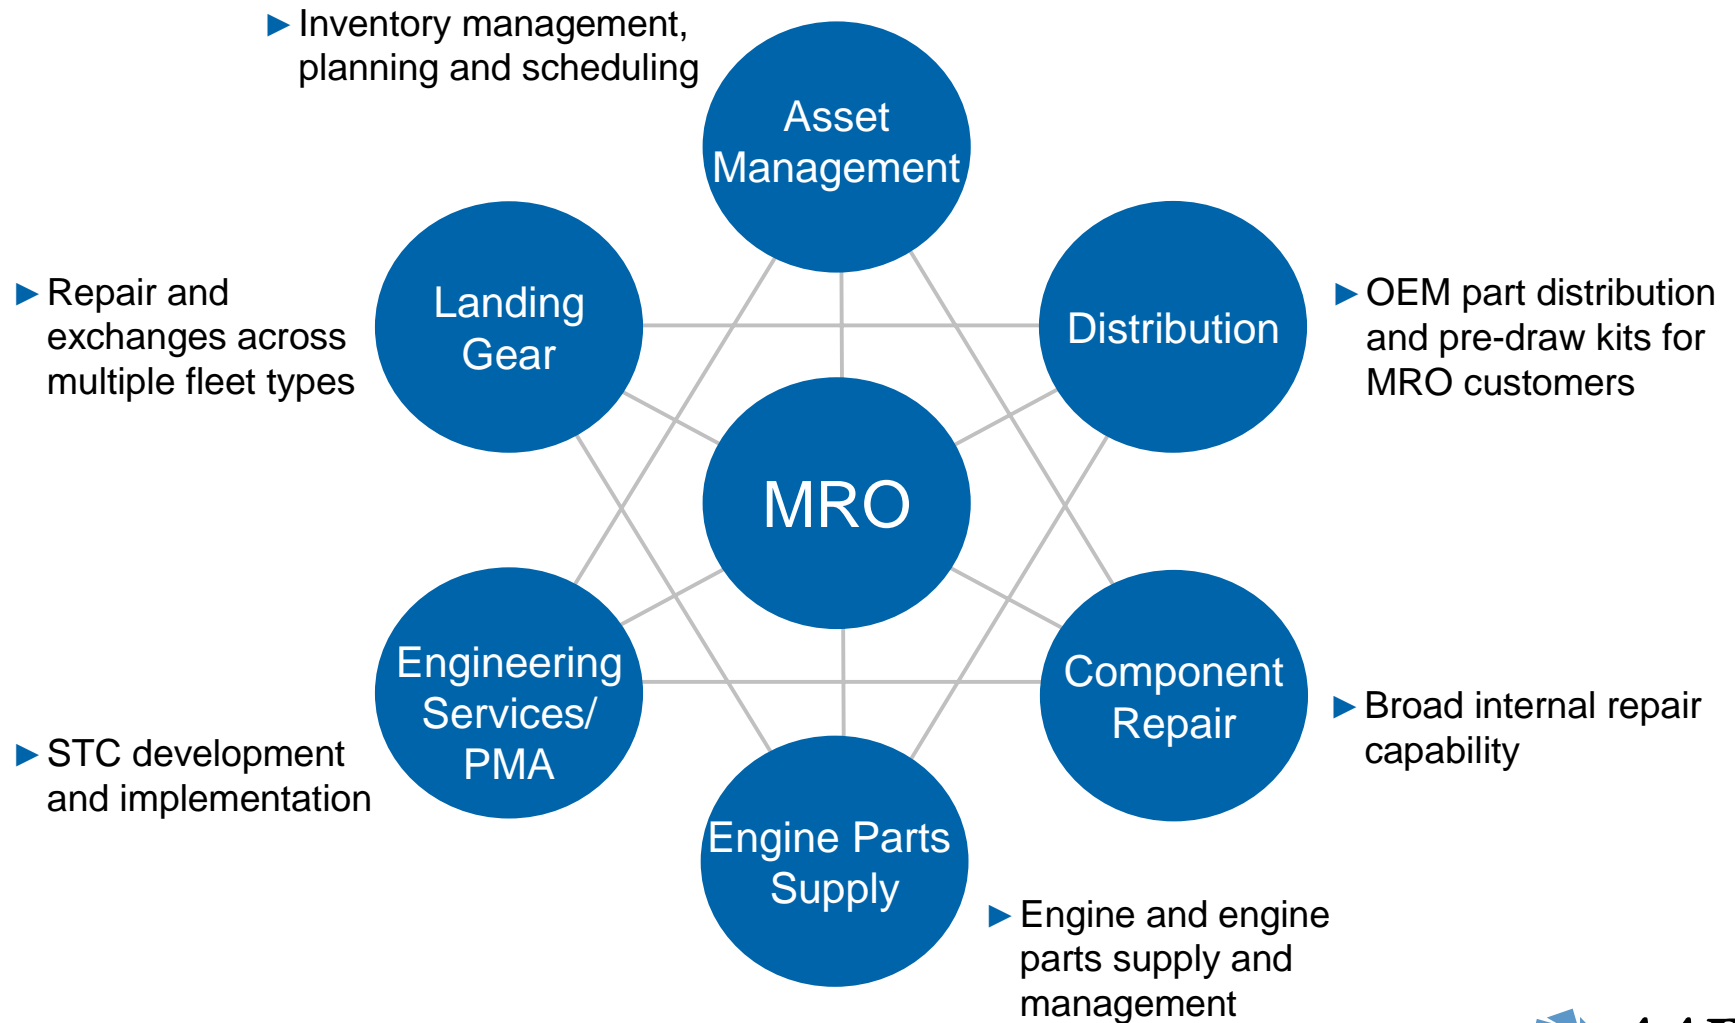 ► Inventory management,
planning and scheduling
Asset
Management
Landing
Gear
► Repair and
exchanges across
multiple fleet types
Distribution
► OEM part distribution
and pre-draw kits for
MRO customers
MRO
Engineering
Services/
PMA
► STC development
and implementation
Component
Repair
► Broad internal repair
capability
Engine Parts
Supply
► Engine and engine
parts supply and
management